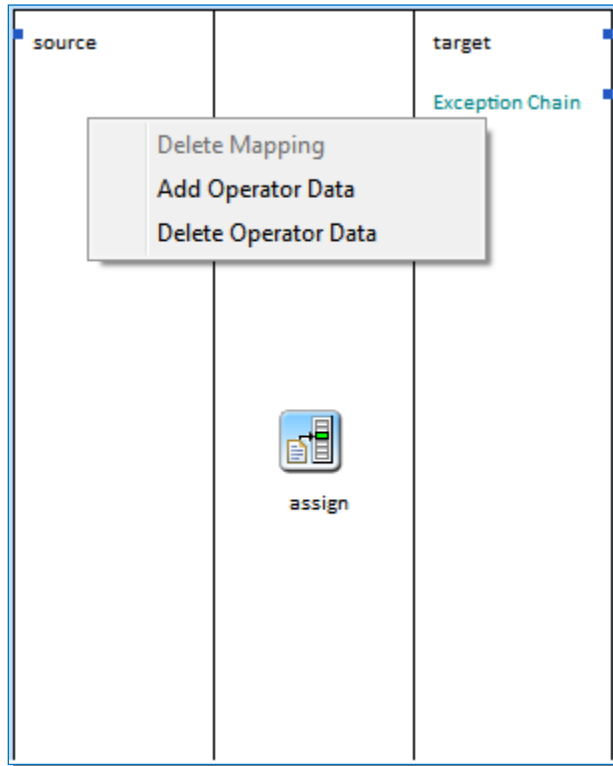 source
target
Exception Chain
Delete Mapping
Add Operator Data
Delete Operator Data
assign